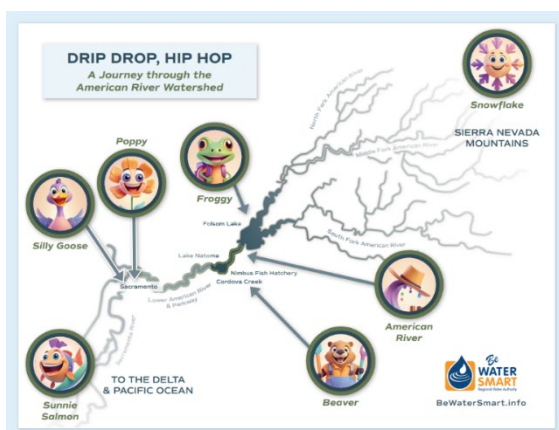 DRIP DROP, HIP HOP
A Journey through the
American River Watershed
Snowflake
SIERRA NEVADA
MOUNTAINS
North Fork American River
Middle Fork American River
South Fork American River
Poppy
Froggy
Silly Goose
Folsom Lake
Lake Natoma
Nimbus Fish Hatchery
Cordova Creek
Sacramento
Lower American River
& Parkway
Sacramento River
American
River
Sunnie
Salmon
TO THE DELTA
& PACIFIC OCEAN
Beaver
Be
WATER
SMART
Regional Water Authority
BeWaterSmart.info